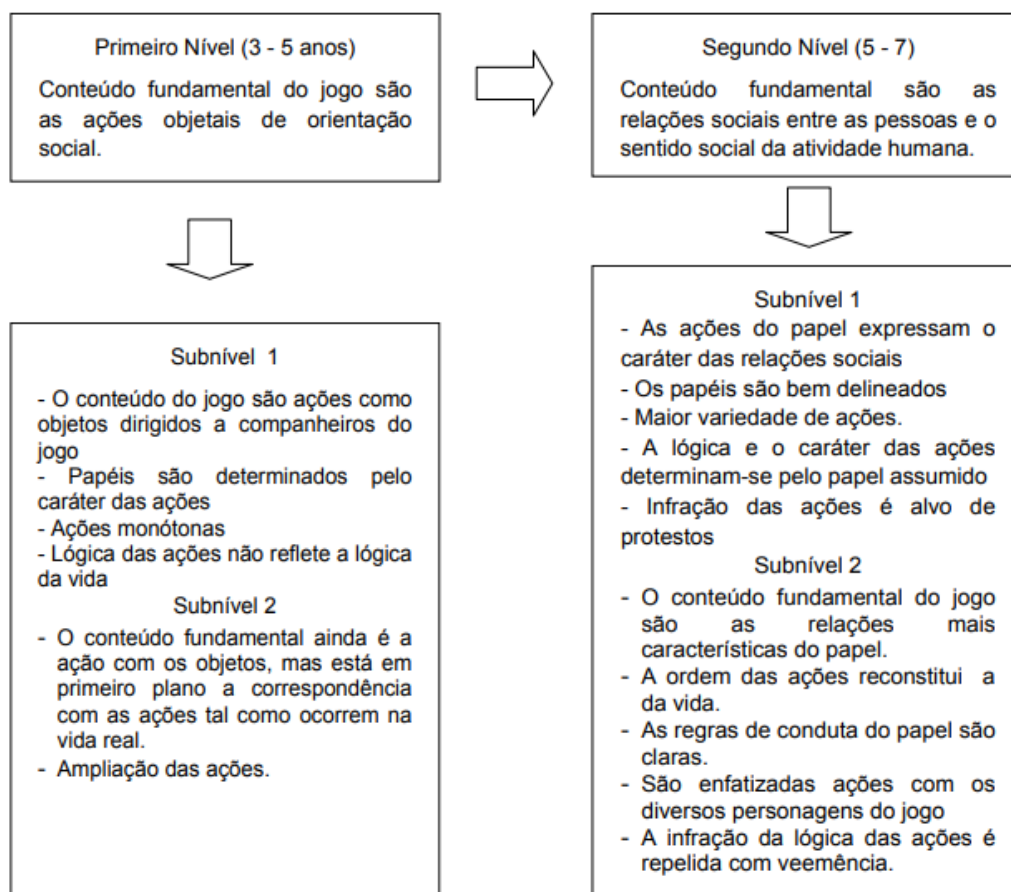 Primeiro Nível (3 - 5 anos)
Conteúdo fundamental do jogo são
as ações objetais de orientação
social.
Segundo Nível (5 - 7)
Conteúdo fundamental são as
relações sociais entre as pessoas e o
sentido social da atividade humana.
Subnível 1
- O conteúdo do jogo são ações como
objetos dirigidos a companheiros do
jogo
- Papéis são determinados pelo
caráter das ações
- Ações monótonas
- Lógica das ações não reflete a lógica
da vida
Subnível 2
- O conteúdo fundamental ainda é a
ação com os objetos, mas está em
primeiro plano a correspondência
com as ações tal como ocorrem na
vida real.
- Ampliação das ações.
Subnível 1
- As ações do papel expressam o
caráter das relações sociais
- Os papéis são bem delineados
- Maior variedade de ações.
- A lógica e o caráter das ações
determinam-se pelo papel assumido
- Infração das ações é alvo de
protestos
Subnível 2
- O conteúdo fundamental do jogo
são as relações mais
características do papel.
- A ordem das ações reconstitui a
da vida.
- As regras de conduta do papel são
claras.
- São enfatizadas ações com os
diversos personagens do jogo
- A infração da lógica das ações é
repelida com veemência.